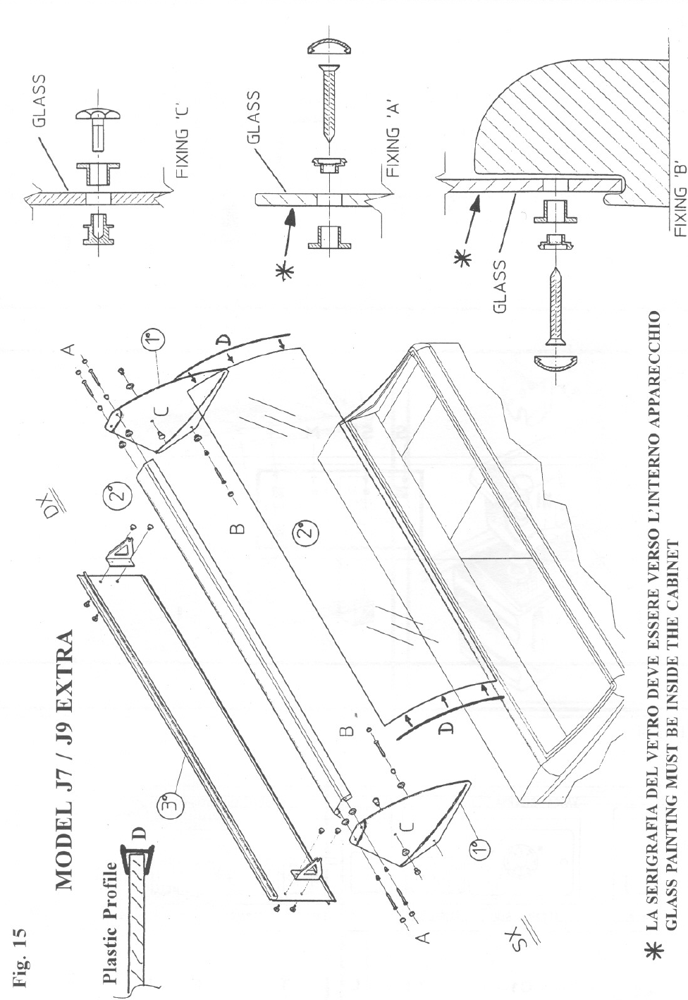 Fig. 15
MODEL J7 / J9 EXTRA
Plastic Profile
D
GLASS
FIXING 'C'
GLASS
FIXING 'A'
GLASS
FIXING 'B'
3°
DX
2°
A
1°
D
C
B
2°
B
D
C
1°
A
SX
LA SERIGRAFIA DEL VETRO DEVE ESSERE VERSO L'INTERNO APPARECCHIO
GLASS PAINTING MUST BE INSIDE THE CABINET